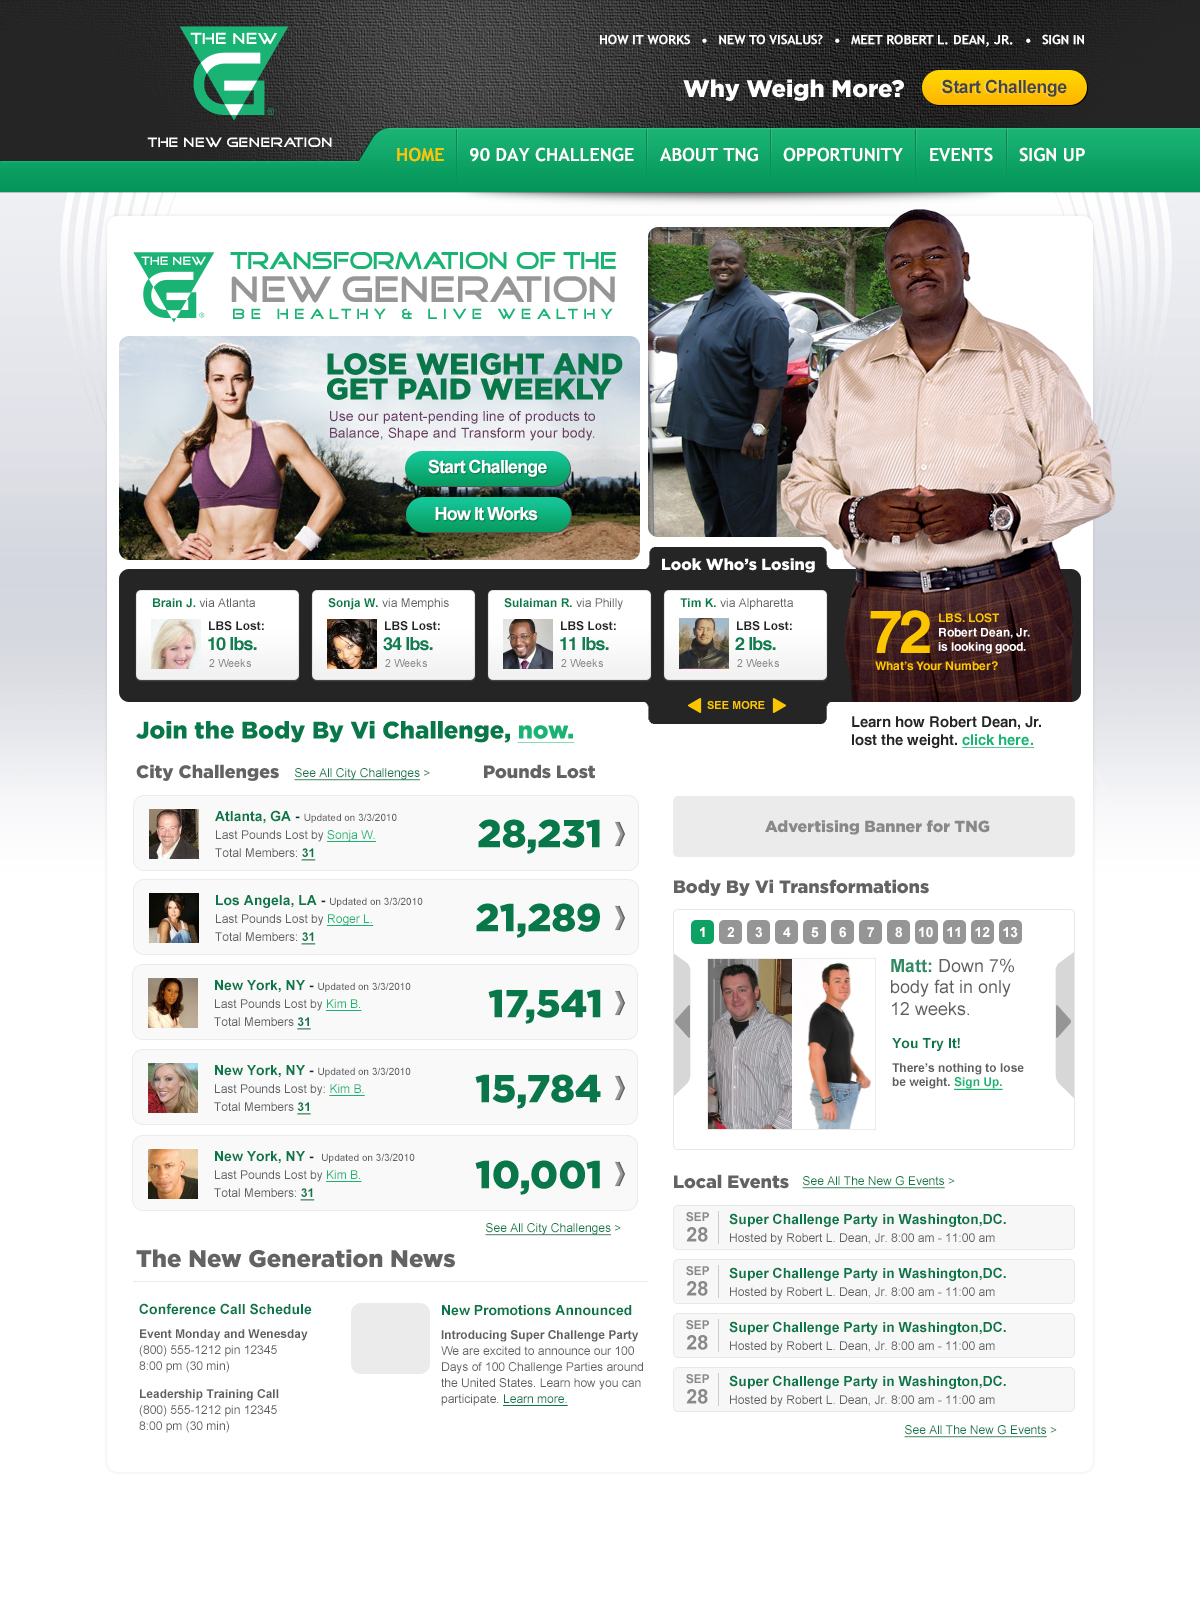 THE NEW
G®
THE NEW GENERATION
HOW IT WORKS • NEW TO VISALUS? • MEET ROBERT L. DEAN, JR. • SIGN IN
Why Weigh More?
Start Challenge
HOME
90 DAY CHALLENGE
ABOUT TNG
OPPORTUNITY
EVENTS
SIGN UP
THE NEW
G®
TRANSFORMATION OF THE
NEW GENERATION
BE HEALTHY & LIVE WEALTHY
LOSE WEIGHT AND
GET PAID WEEKLY
Use our patent-pending line of products to
Balance, Shape and Transform your body.
Start Challenge
How It Works
Look Who's Losing
Brain J. via Atlanta
LBS Lost:
10 lbs.
2 Weeks
Sonja W. via Memphis
LBS Lost:
34 lbs.
2 Weeks
Sulaiman R. via Philly
LBS Lost:
11 lbs.
2 Weeks
Tim K. via Alpharetta
LBS Lost:
2 lbs.
2 Weeks
SEE MORE
72
LBS. LOST
Robert Dean, Jr.
is looking good.
What's Your Number?
Learn how Robert Dean, Jr.
lost the weight. click here.
Join the Body By Vi Challenge, now.
City Challenges
See All City Challenges >
Pounds Lost
Atlanta, GA - Updated on 3/3/2010
Last Pounds Lost by Sonja W.
Total Members: 31
28,231
Los Angela, LA - Updated on 3/3/2010
Last Pounds Lost by Roger L.
Total Members: 31
21,289
New York, NY - Updated on 3/3/2010
Last Pounds Lost by Kim B.
Total Members 31
17,541
New York, NY - Updated on 3/3/2010
Last Pounds Lost by: Kim B.
Total Members 31
15,784
New York, NY - Updated on 3/3/2010
Last Pounds Lost by Kim B.
Total Members: 31
10,001
See All City Challenges >
The New Generation News
Conference Call Schedule
Event Monday and Wenesday
(800) 555-1212 pin 12345
8:00 pm (30 min)
Leadership Training Call
(800) 555-1212 pin 12345
8:00 pm (30 min)
New Promotions Announced
Introducing Super Challenge Party
We are excited to announce our 100
Days of 100 Challenge Parties around
the United States. Learn how you can
participate. Learn more.
Advertising Banner for TNG
Body By Vi Transformations
1 2 3 4 5 6 7 8 10 11 12 13
Matt: Down 7%
body fat in only
12 weeks.
You Try It!
There's nothing to lose
be weight. Sign Up.
Local Events
See All The New G Events >
SEP
28
Super Challenge Party in Washington,DC.
Hosted by Robert L. Dean, Jr. 8:00 am - 11:00 am
SEP
28
Super Challenge Party in Washington,DC.
Hosted by Robert L. Dean, Jr. 8:00 am - 11:00 am
SEP
28
Super Challenge Party in Washington,DC.
Hosted by Robert L. Dean, Jr. 8:00 am - 11:00 am
SEP
28
Super Challenge Party in Washington,DC.
Hosted by Robert L. Dean, Jr. 8:00 am - 11:00 am
See All The New G Events >